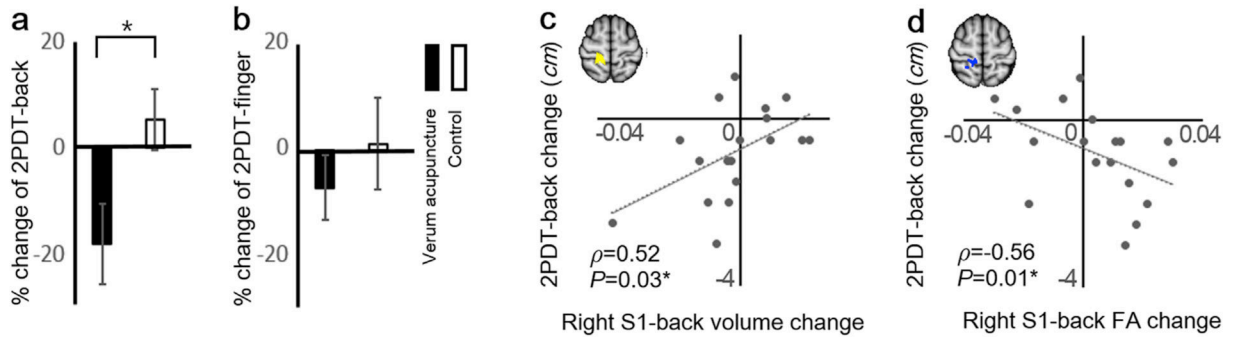 a
*
20
0
-20
% change of 2PDT-back
b
20
0
-20
% change of 2PDT-finger
Verum acupuncture
Control
c
2PDT-back change (cm)
-0.04
0
-4
ρ=0.52
P=0.03*
Right S1-back volume change
d
2PDT-back change (cm)
-0.04
0
0.04
-4
ρ=-0.56
P=0.01*
Right S1-back FA change